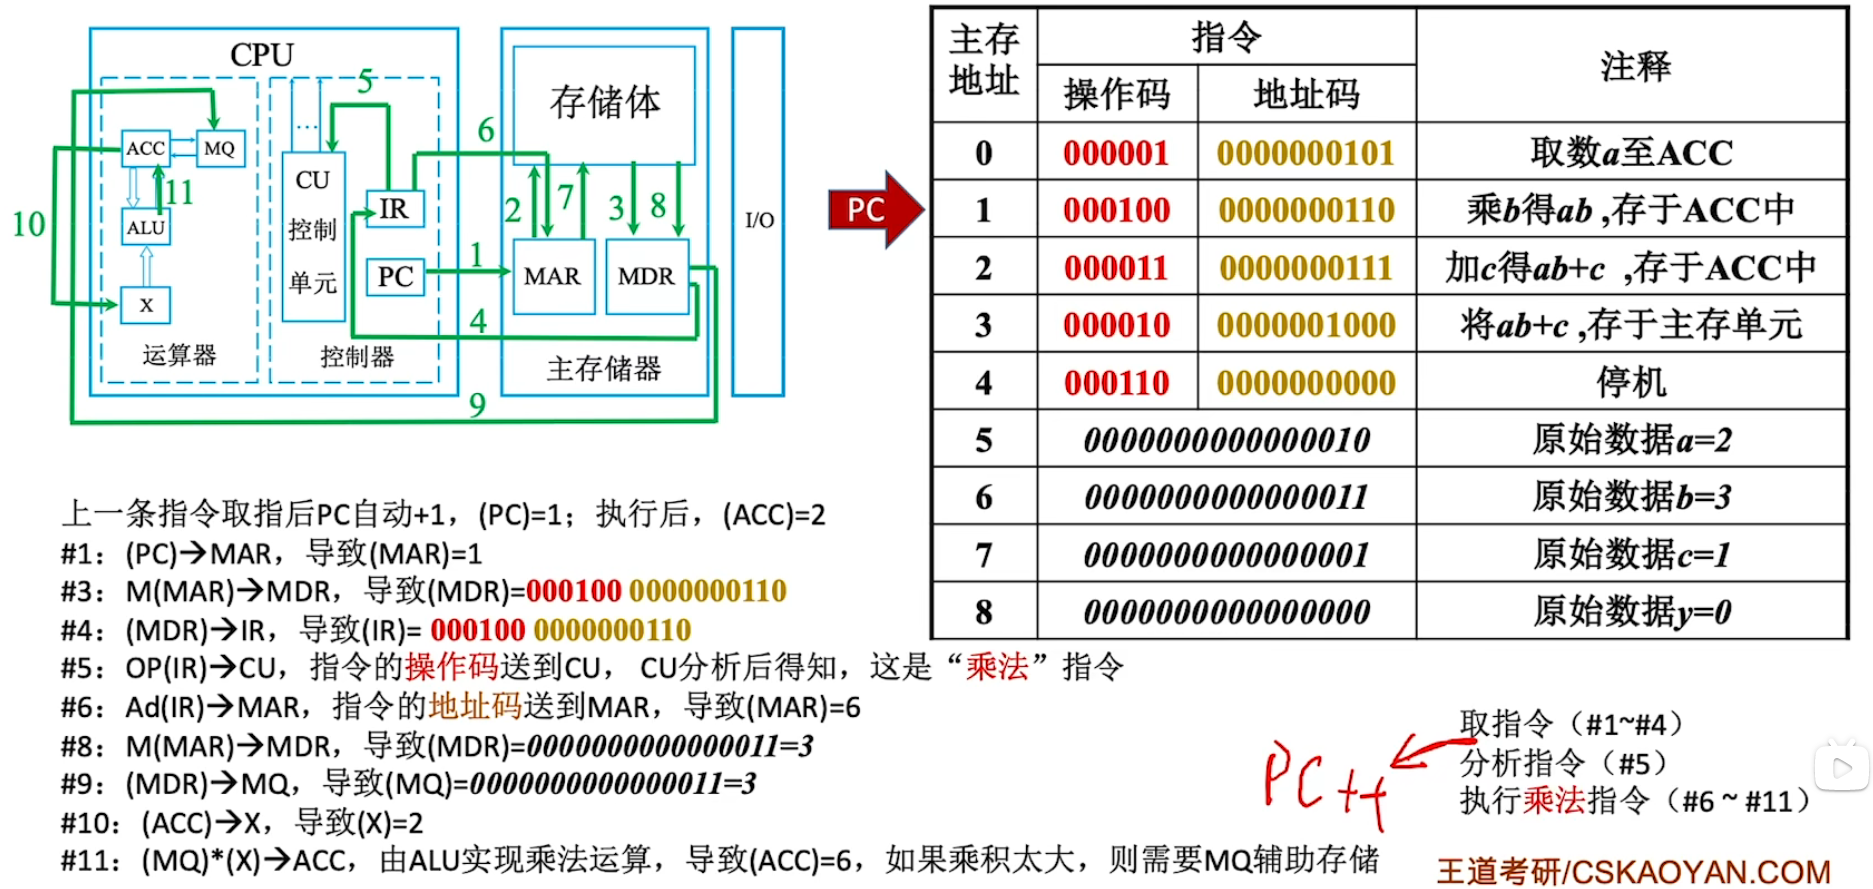 CPU
5
ACC
MQ
...
CU
控制
单元
IR
11
10
ALU
PC
X
运算器
控制器
存储体
6
2
7
3
8
1
MAR
MDR
4
主存储器
9
I/O
PC
主存地址 指令 注释
操作码 地址码
0 000001 0000000101 取数a至ACC
1 000100 0000000110 乘b得ab ,存于ACC中
2 000011 0000000111 加c得ab+c ,存于ACC中
3 000010 0000001000 将ab+c ,存于主存单元
4 000110 0000000000 停机
5 0000000000000010 原始数据a=2
6 0000000000000011 原始数据b=3
7 0000000000000001 原始数据c=1
8 0000000000000000 原始数据y=0
上一条指令取指后PC自动+1，(PC)=1；执行后，(ACC)=2
#1：(PC)→MAR，导致(MAR)=1
#3：M(MAR)→MDR，导致(MDR)=000100 0000000110
#4：(MDR)→IR，导致(IR)= 000100 0000000110
#5：OP(IR)→CU，指令的操作码送到CU， CU分析后得知，这是“乘法”指令
#6：Ad(IR)→MAR，指令的地址码送到MAR，导致(MAR)=6
#8：M(MAR)→MDR，导致(MDR)=0000000000000011=3
#9：(MDR)→MQ，导致(MQ)=0000000000000011=3
#10：(ACC)→X，导致(X)=2
#11：(MQ)*(X)→ACC，由ALU实现乘法运算，导致(ACC)=6，如果乘积太大，则需要MQ辅助存储
PC++
取指令（#1~#4）
分析指令（#5）
执行乘法指令（#6 ~ #11）
王道考研/CSKAOYAN.COM